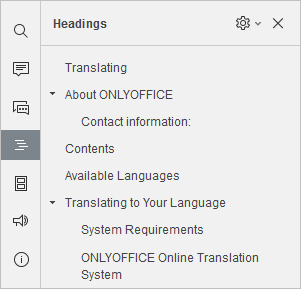 Headings
Translating
About ONLYOFFICE
Contact information:
Contents
Available Languages
Translating to Your Language
System Requirements
ONLYOFFICE Online Translation
System